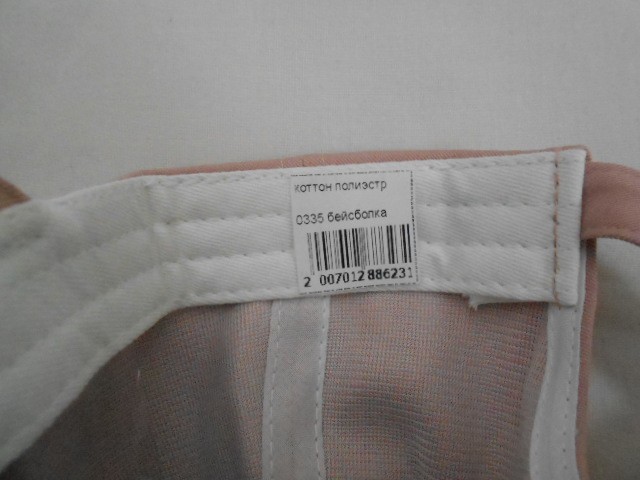 коттон полиэстр
0335 бейсболка
2 007012 886231